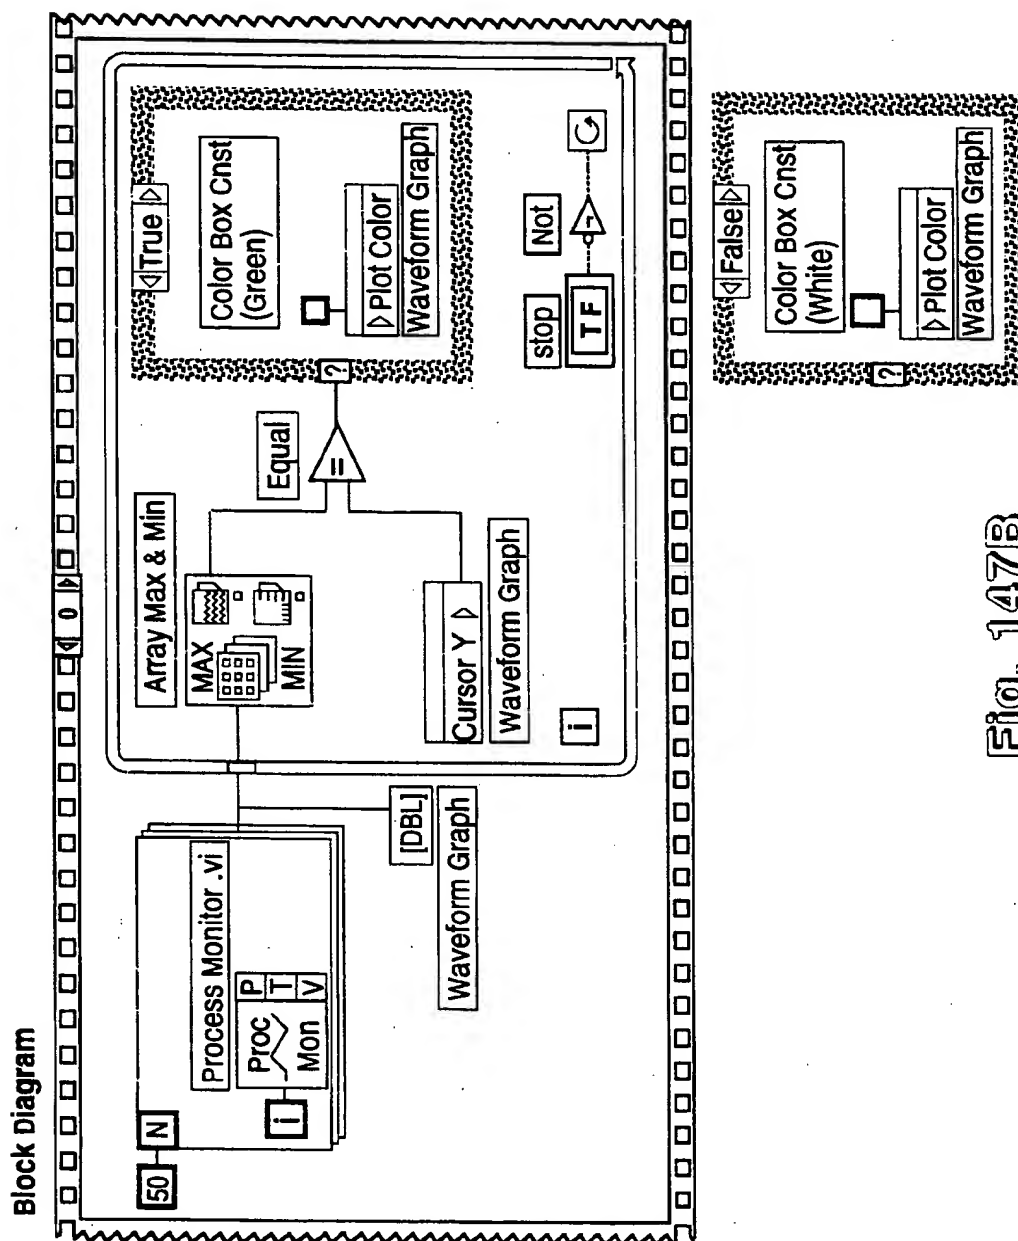 Block Diagram
0
50
N
Process Monitor .vi
Proc
Mon
P
T
V
i
[DBL]
Waveform Graph
Array Max & Min
MAX
MIN
Cursor Y
Waveform Graph
i
Equal
=
?
True
Color Box Cnst
(Green)
Plot Color
Waveform Graph
stop
TF
Not
False
Color Box Cnst
(White)
Plot Color
Waveform Graph
?
Fig. 147B